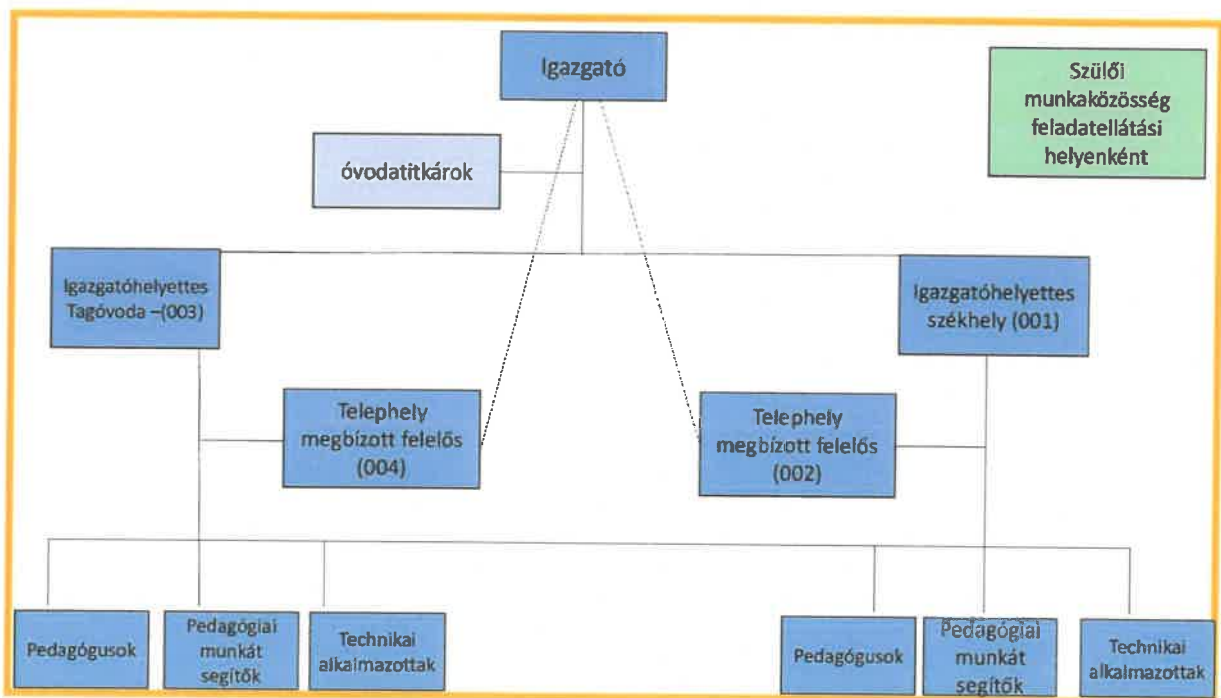 Igazgató
Szülői
munkaközösség
feladatellátási
helyenként
óvodatitkárok
Igazgatóhelyettes
Tagóvoda –(003)
Igazgatóhelyettes
székhely (001)
Telephely
megbízott felelős
(004)
Telephely
megbízott felelős
(002)
Pedagógusok
Pedagógiai
munkát
segítők
Technikai
alkalmazottak
Pedagógusok
Pedagógiai
munkát
segítők
Technikai
alkalmazottak